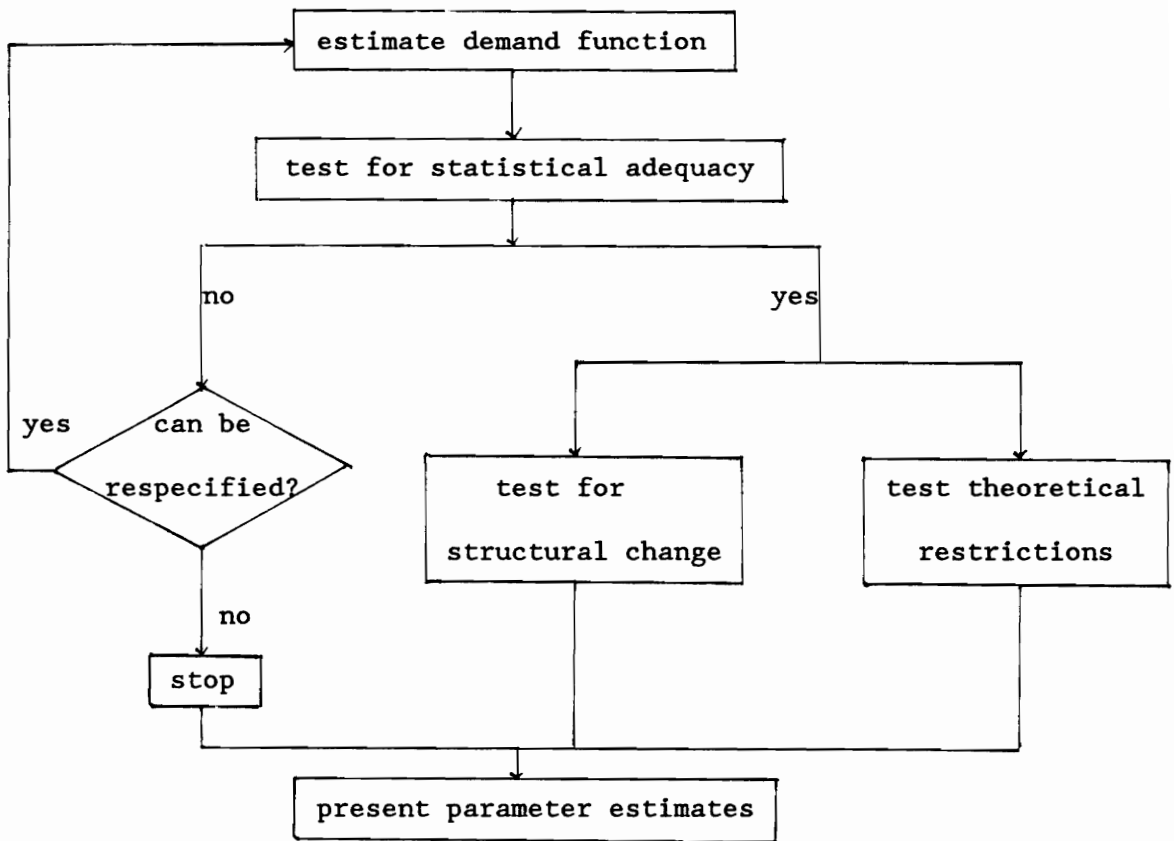 estimate demand function
test for statistical adequacy
no
yes
yes
can be
respecified?
test for
structural change
test theoretical
restrictions
no
stop
present parameter estimates